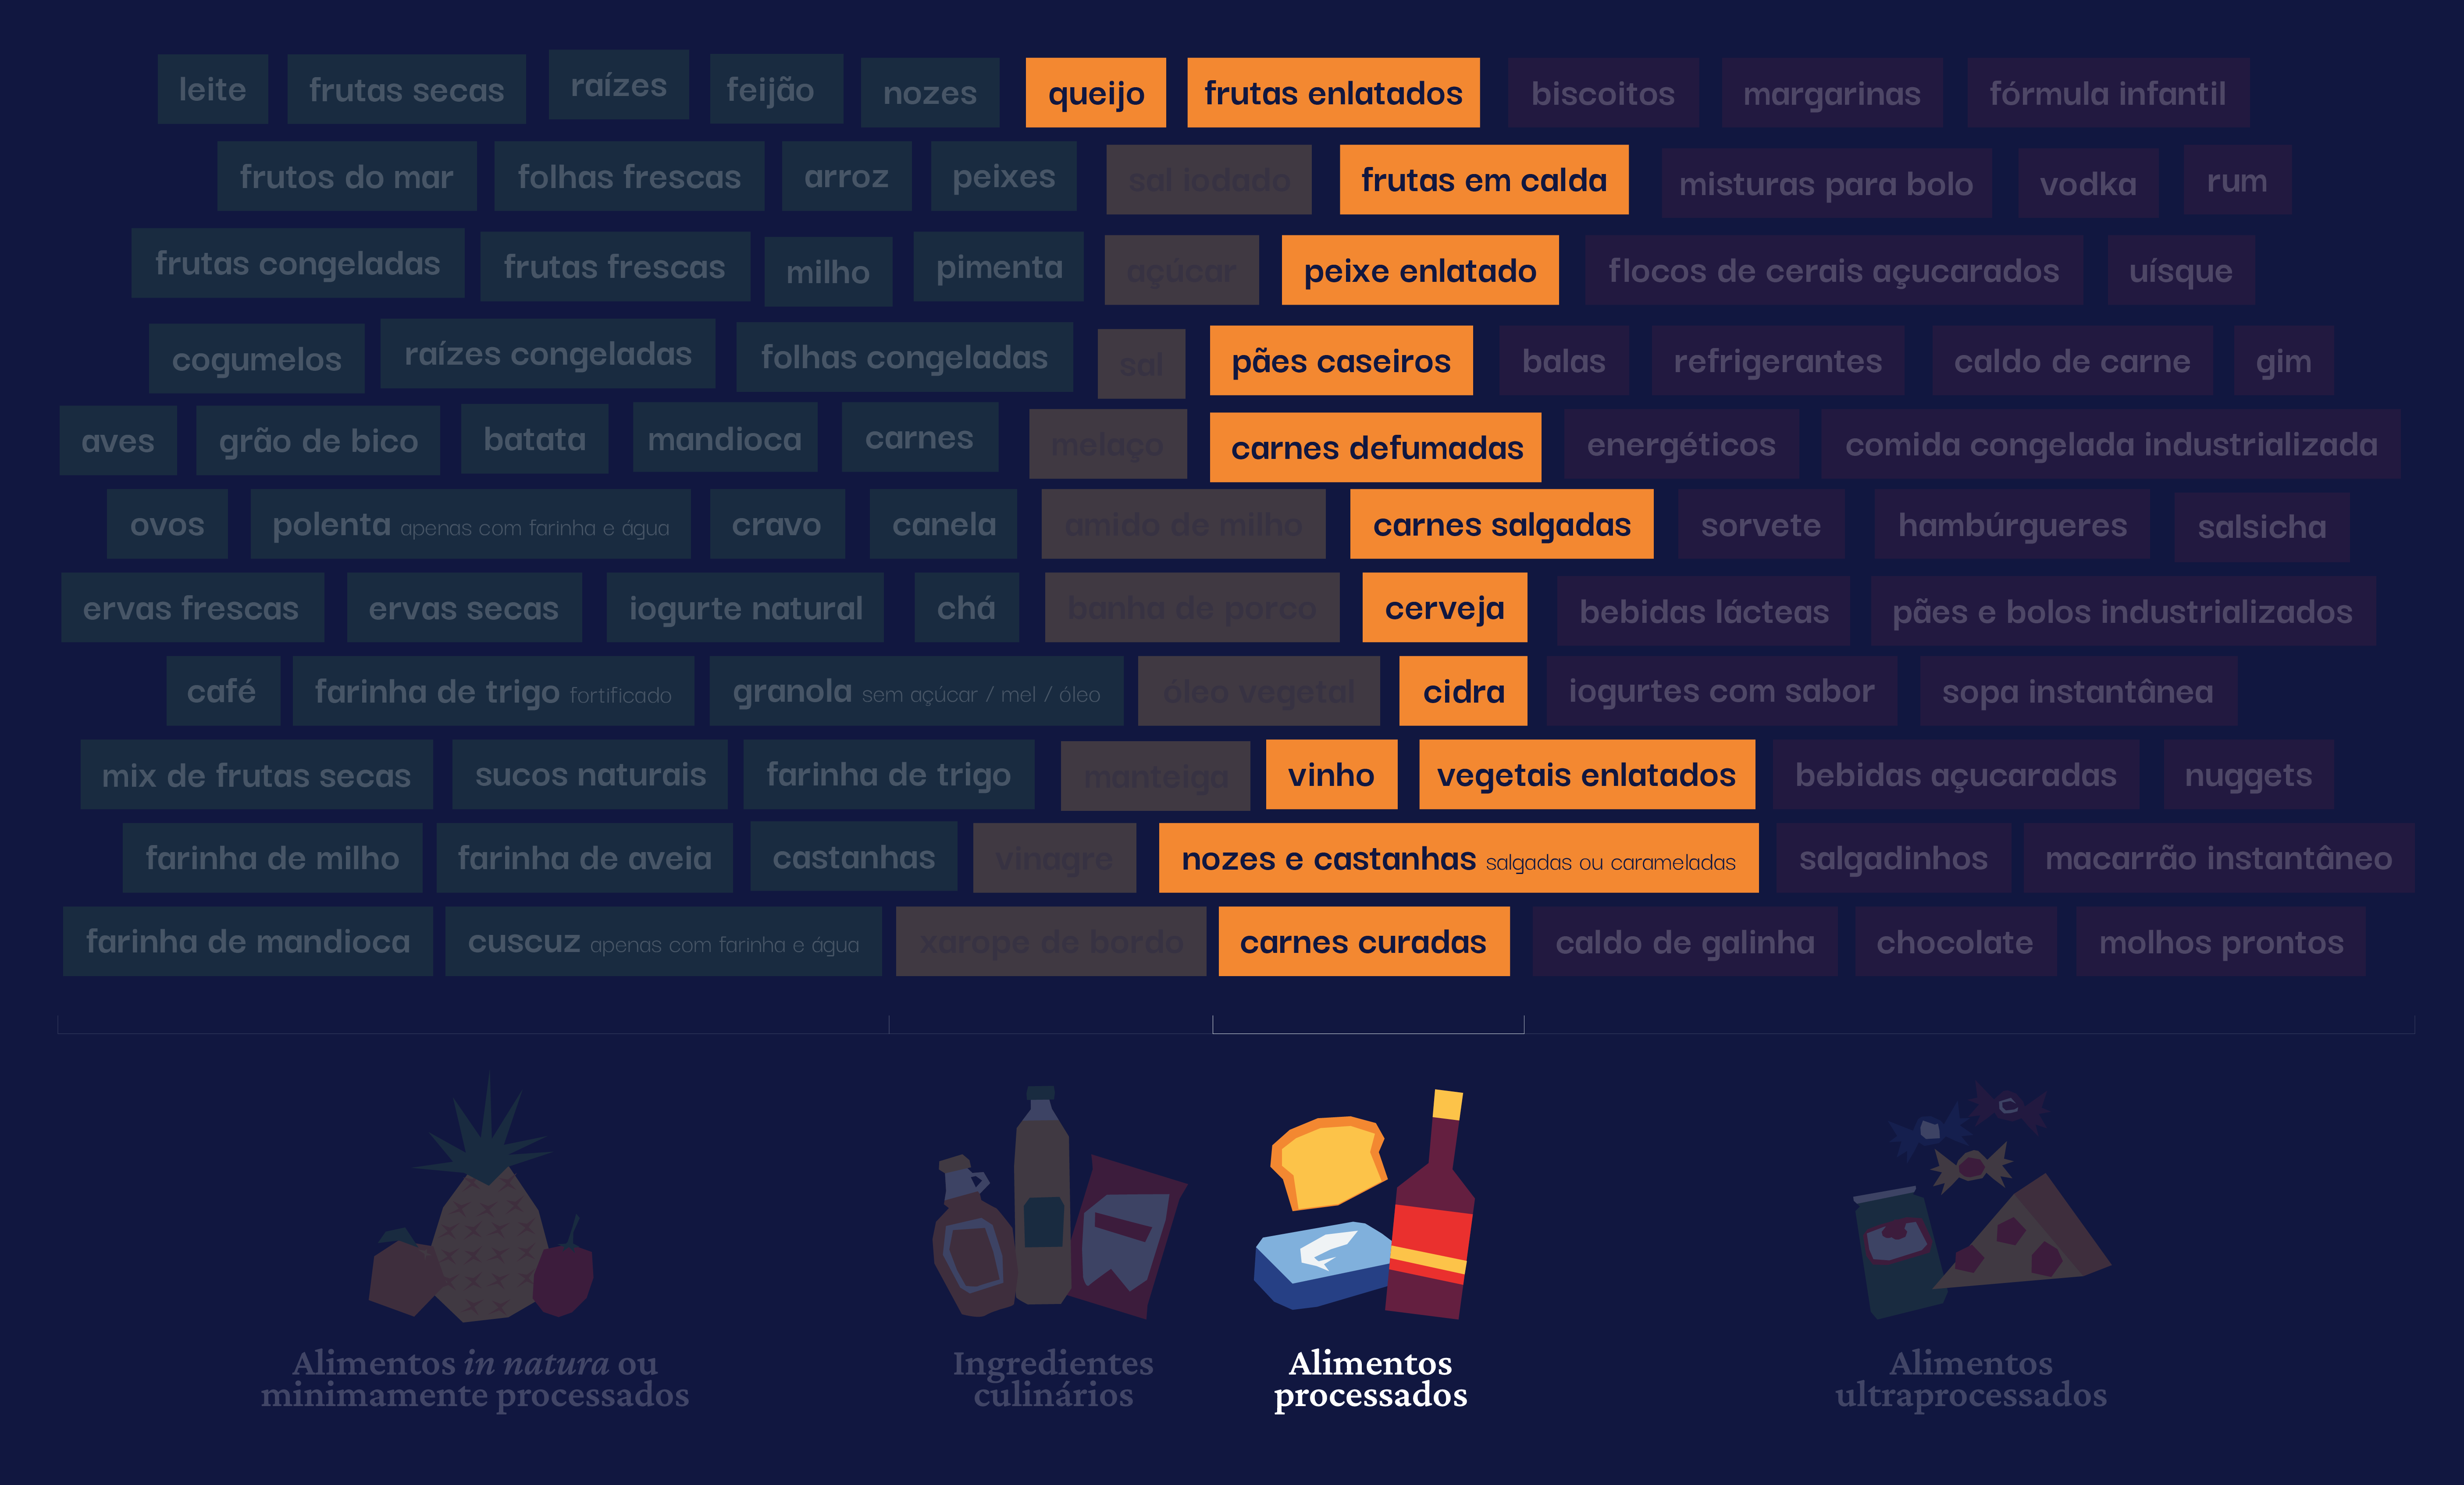 leite frutas secas raízes feijão nozes queijo frutas enlatados biscoitos margarinas fórmula infantil
frutos do mar folhas frescas arroz peixes sal iodado frutas em calda misturas para bolo vodka rum
frutas congeladas frutas frescas milho pimenta açúcar peixe enlatado flocos de cerais açucarados uísque
cogumelos raízes congeladas folhas congeladas sal pães caseiros balas refrigerantes caldo de carne gim
aves grão de bico batata mandioca carnes melaço carnes defumadas energéticos comida congelada industrializada
ovos polenta apenas com farinha e água cravo canela amido de milho carnes salgadas sorvete hambúrgueres salsicha
ervas frescas ervas secas iogurte natural chá banha de porco cerveja bebidas lácteas pães e bolos industrializados
café farinha de trigo fortificado granola sem açúcar / mel / óleo óleo vegetal cidra iogurtes com sabor sopa instantânea
mix de frutas secas sucos naturais farinha de trigo manteiga vinho vegetais enlatados bebidas açucaradas nuggets
farinha de milho farinha de aveia castanhas vinagre nozes e castanhas salgadas ou carameladas salgadinhos macarrão instantâneo
farinha de mandioca cuscuz apenas com farinha e água xarope de bordo carnes curadas caldo de galinha chocolate molhos prontos
Alimentos in natura ou
minimamente processados
Ingredientes
culinários
Alimentos
processados
Alimentos
ultraprocessados